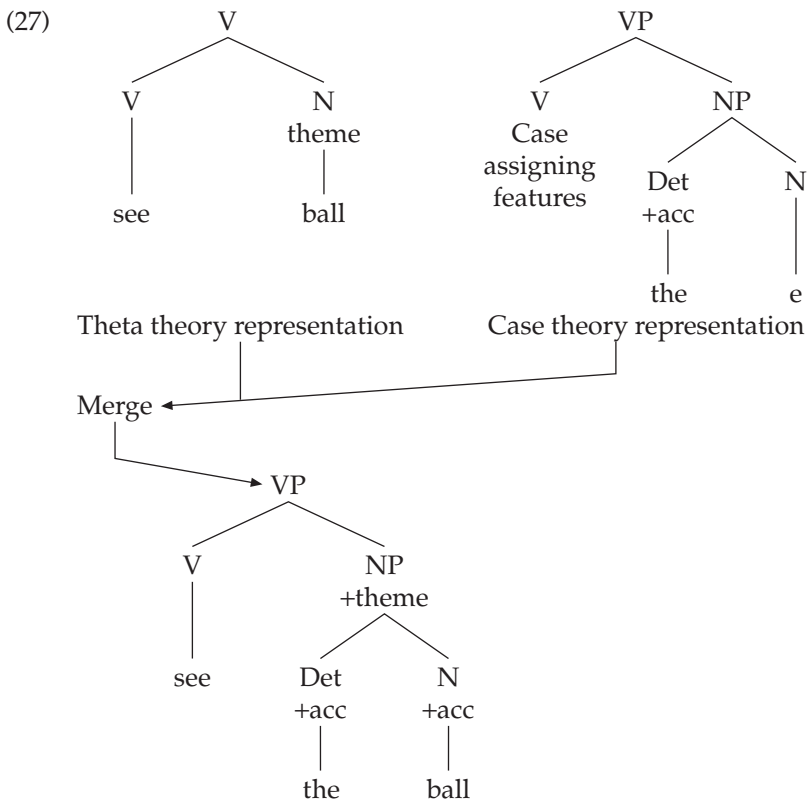 (27) V VP
V N V NP
theme Case
assigning
features
Det N
+acc
see ball
the e
Theta theory representation Case theory representation
Merge
VP
V NP
+theme
see Det N
+acc +acc
the ball